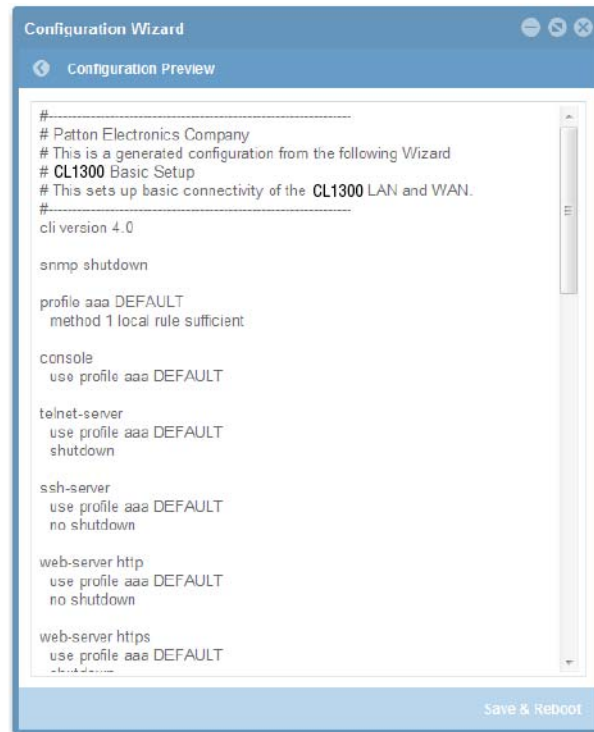 Configuration Wizard
Configuration Preview
#----------------------------------------------------------------
# Patton Electronics Company
# This is a generated configuration from the following Wizard
# CL1300 Basic Setup
# This sets up basic connectivity of the CL1300 LAN and WAN.
#----------------------------------------------------------------
cli version 4.0
snmp shutdown
profile aaa DEFAULT
method 1 local rule sufficient
console
use profile aaa DEFAULT
telnet-server
use profile aaa DEFAULT
shutdown
ssh-server
use profile aaa DEFAULT
no shutdown
web-server http
use profile aaa DEFAULT
no shutdown
web-server https
use profile aaa DEFAULT
Save & Reboot